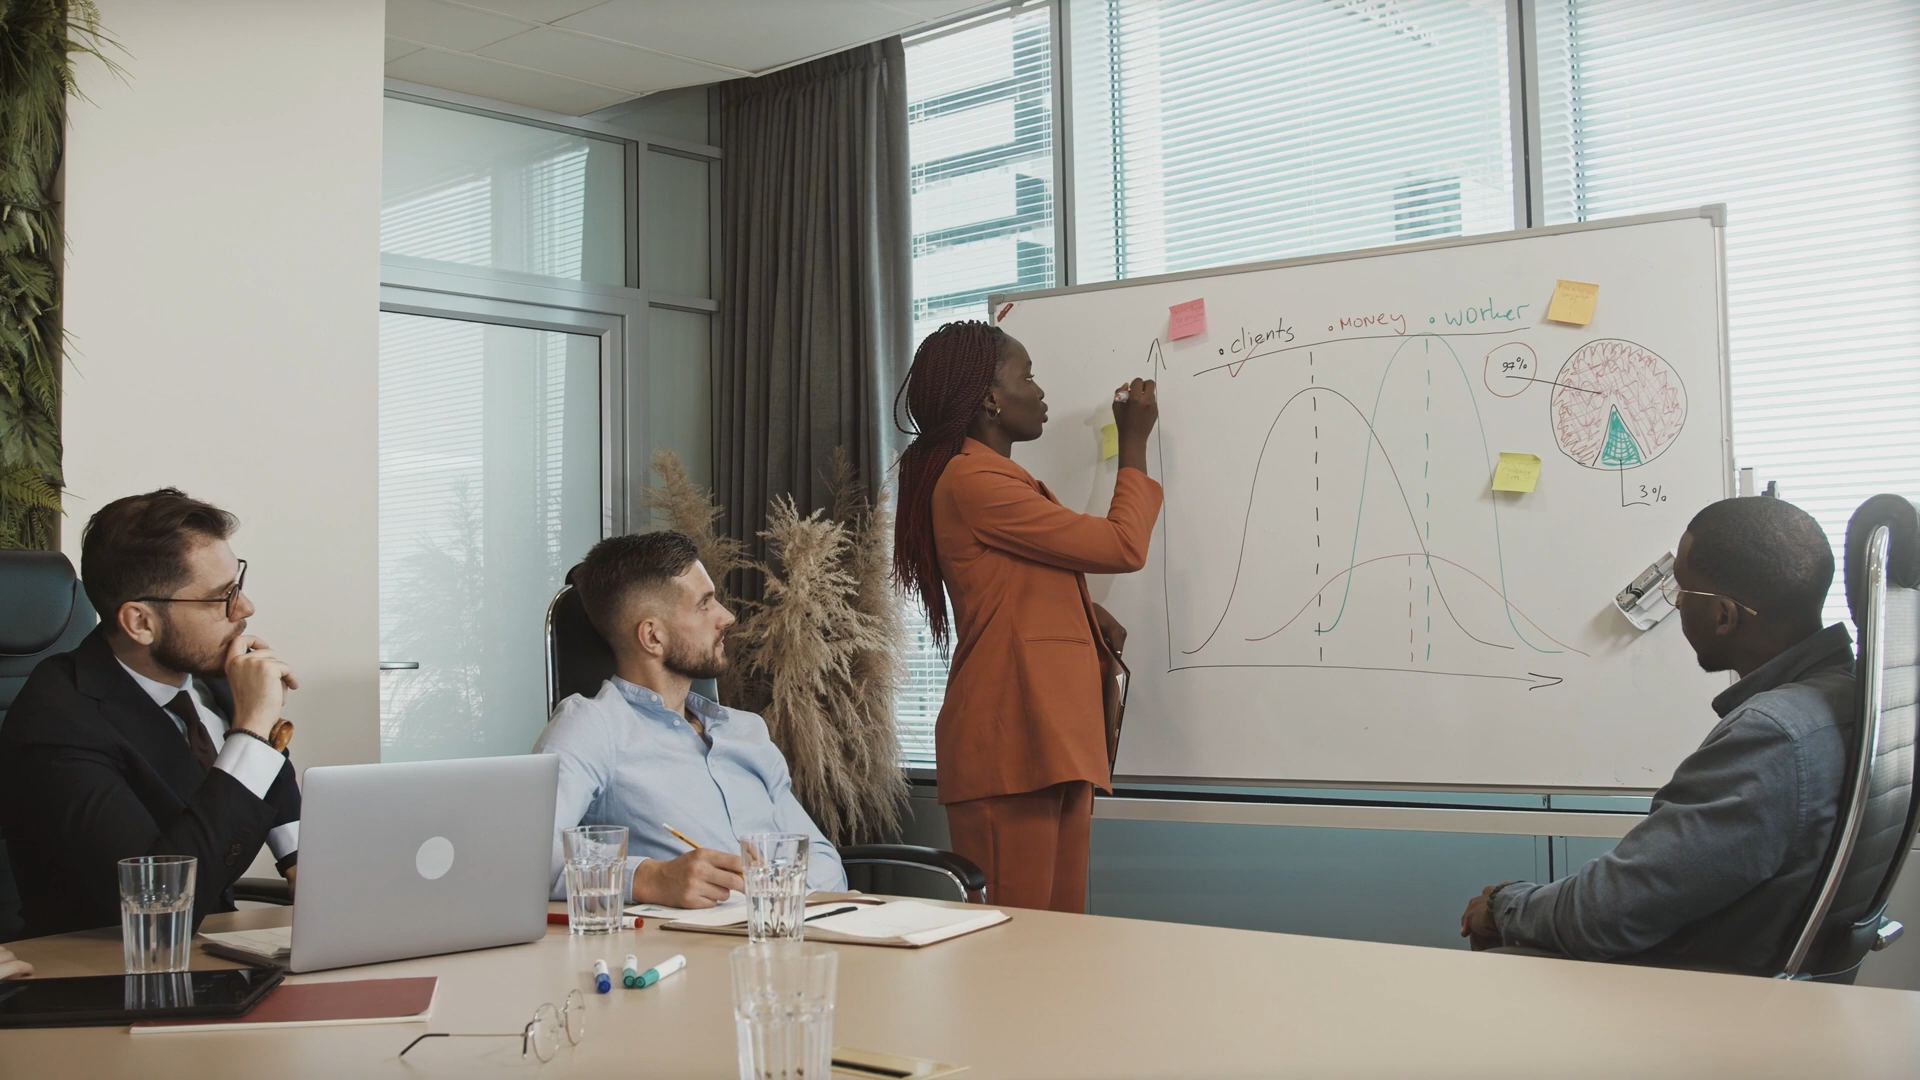 • clients • Money • worker
97%
3%